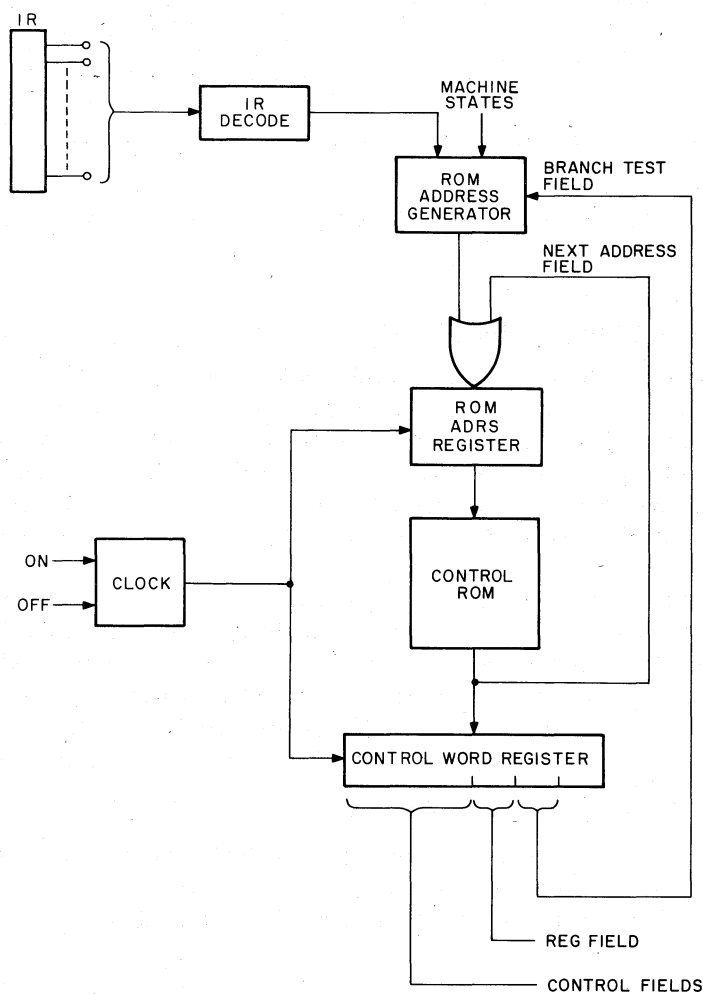 IR
IR
DECODE
MACHINE
STATES
ROM
ADDRESS
GENERATOR
BRANCH TEST
FIELD
NEXT ADDRESS
FIELD
ROM
ADRS
REGISTER
ON
OFF
CLOCK
CONTROL
ROM
CONTROL WORD REGISTER
REG FIELD
CONTROL FIELDS